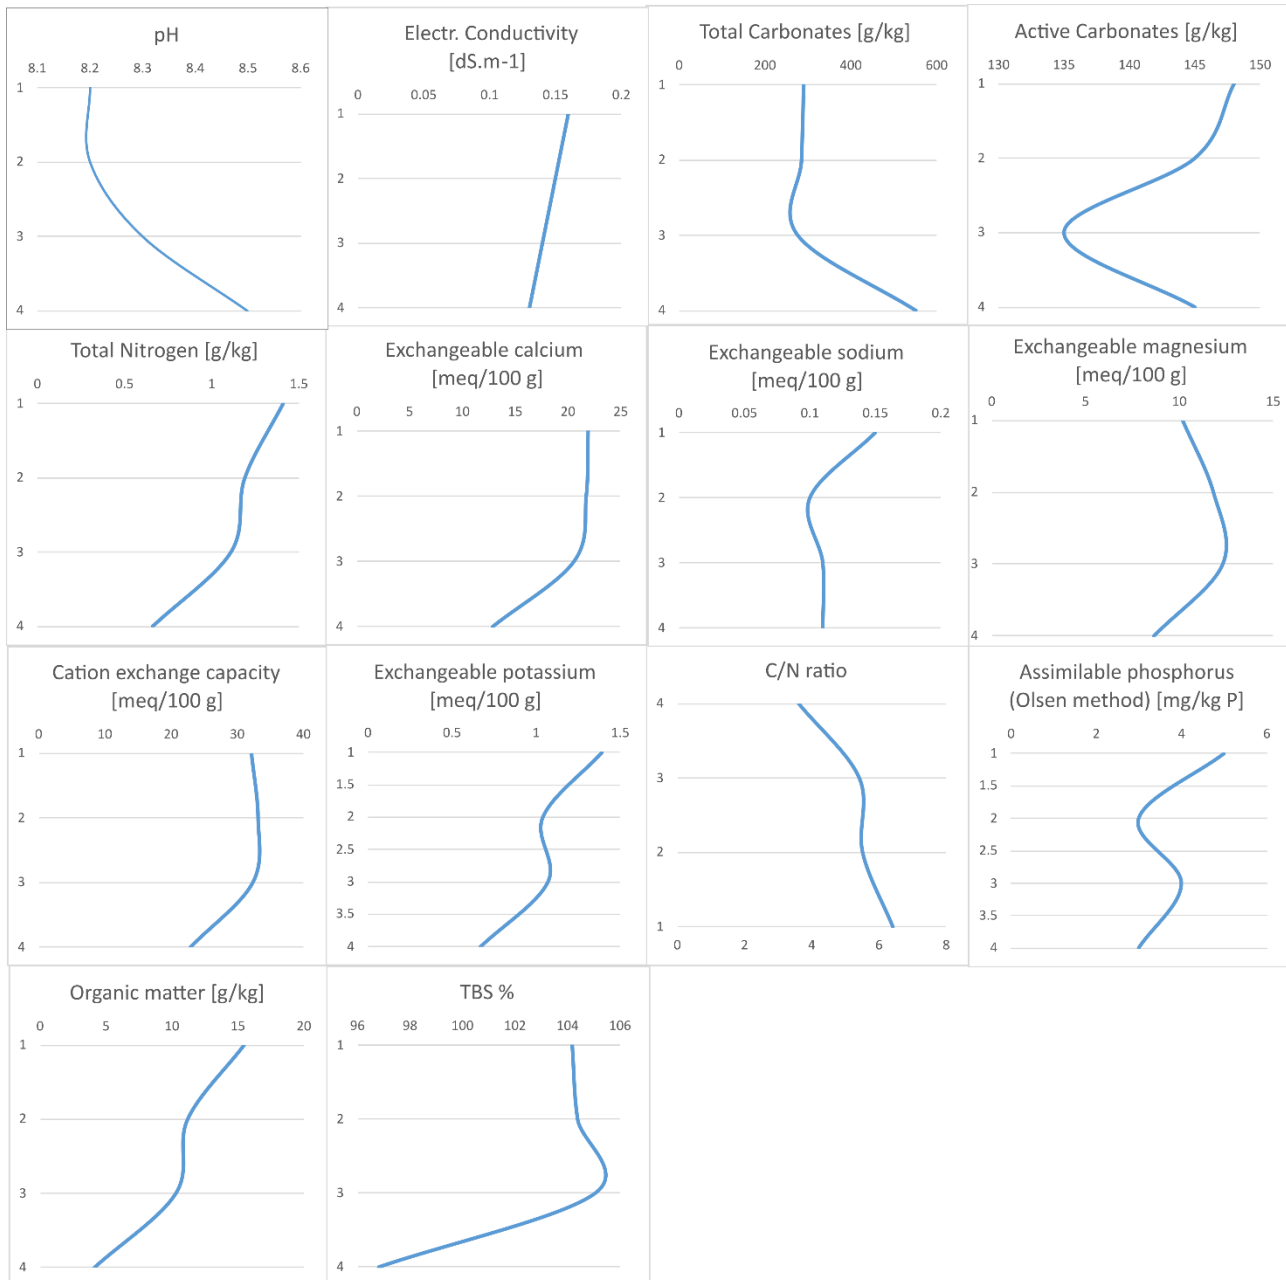 pH
8.1 8.2 8.3 8.4 8.5 8.6
1
2
3
4
Electr. Conductivity
[dS.m-1]
0 0.05 0.1 0.15 0.2
1
2
3
4
Total Carbonates [g/kg]
0 200 400 600
1
2
3
4
Active Carbonates [g/kg]
130 135 140 145 150
1
2
3
4
Total Nitrogen [g/kg]
0 0.5 1 1.5
1
2
3
4
Exchangeable calcium
[meq/100 g]
0 5 10 15 20 25
1
2
3
4
Exchangeable sodium
[meq/100 g]
0 0.05 0.1 0.15 0.2
1
2
3
4
Exchangeable magnesium
[meq/100 g]
0 5 10 15
1
2
3
4
Cation exchange capacity
[meq/100 g]
0 10 20 30 40
1
2
3
4
Exchangeable potassium
[meq/100 g]
0 0.5 1 1.5
1
1.5
2
2.5
3
3.5
4
C/N ratio
4
3
2
1
0 2 4 6 8
Assimilable phosphorus
(Olsen method) [mg/kg P]
0 2 4 6
1
1.5
2
2.5
3
3.5
4
Organic matter [g/kg]
0 5 10 15 20
1
2
3
4
TBS %
96 98 100 102 104 106
1
2
3
4